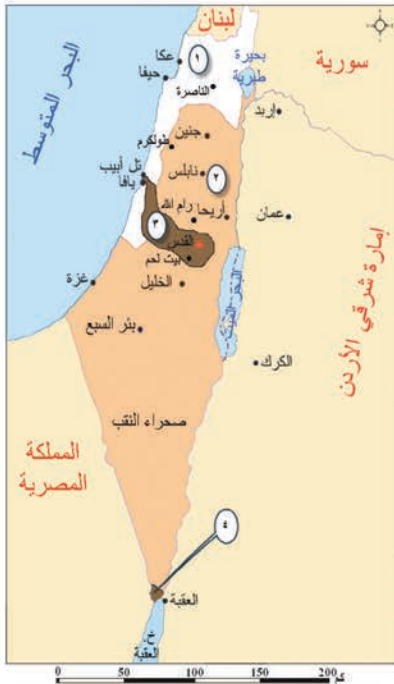 لبنان
سورية
البحر المتوسط
عكا
١
حيفا
بحيرة
طبرية
الناصرة
إربد
جنين
طولكرم
تل أبيب
يافا
نابلس
٢
رام الله
أريحا
عمان
٣
القدس
بيت لحم
البحر الميت
غزة
الخليل
بئر السبع
الكرك
إمارة شرقي الأردن
صحراء النقب
المملكة
المصرية
٤
العقبة
خ.
العقبة
0 50 100 150 200 كم